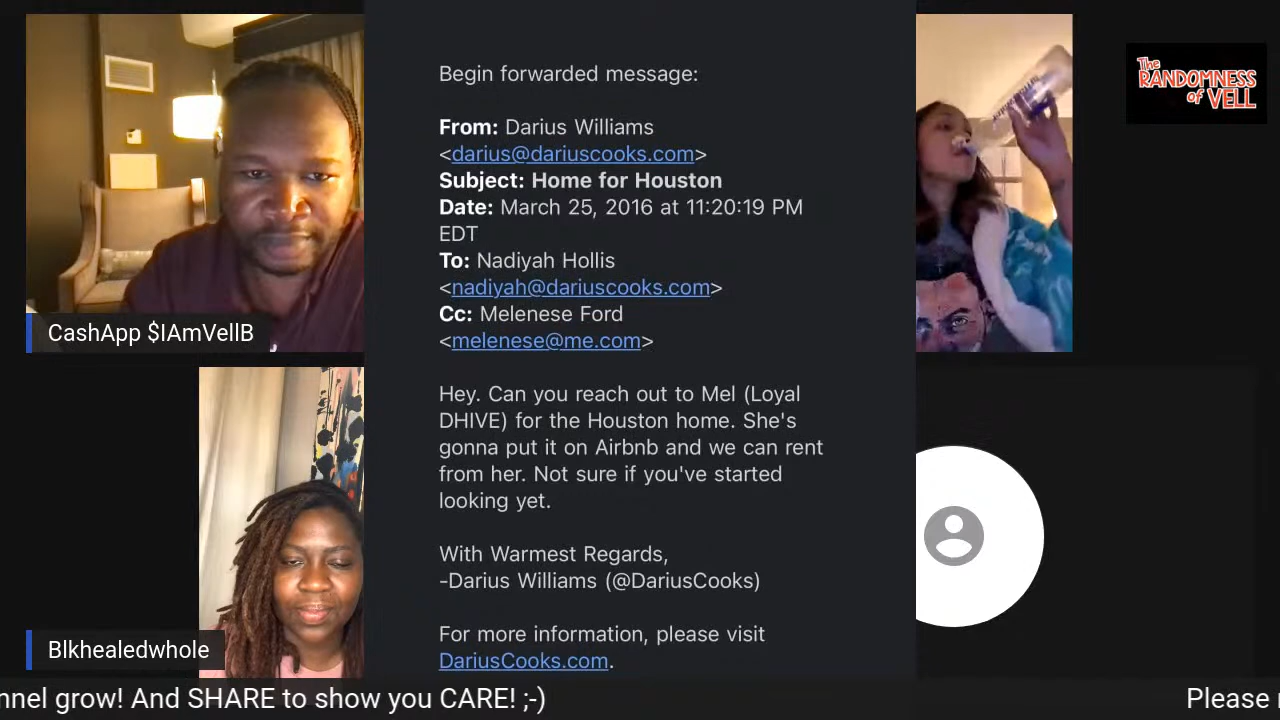 The
RANDOMNESS
of VELL
Begin forwarded message:
From: Darius Williams
<darius@dariuscooks.com>
Subject: Home for Houston
Date: March 25, 2016 at 11:20:19 PM
EDT
To: Nadiyah Hollis
<nadiyah@dariuscooks.com>
Cc: Melenese Ford
<melenese@me.com>
Hey. Can you reach out to Mel (Loyal
DHIVE) for the Houston home. She's
gonna put it on Airbnb and we can rent
from her. Not sure if you've started
looking yet.
With Warmest Regards,
-Darius Williams (@DariusCooks)
For more information, please visit
DariusCooks.com.
CashApp $IAmVellB
Blkhealedwhole
nnel grow! And SHARE to show you CARE! ;-)
Please